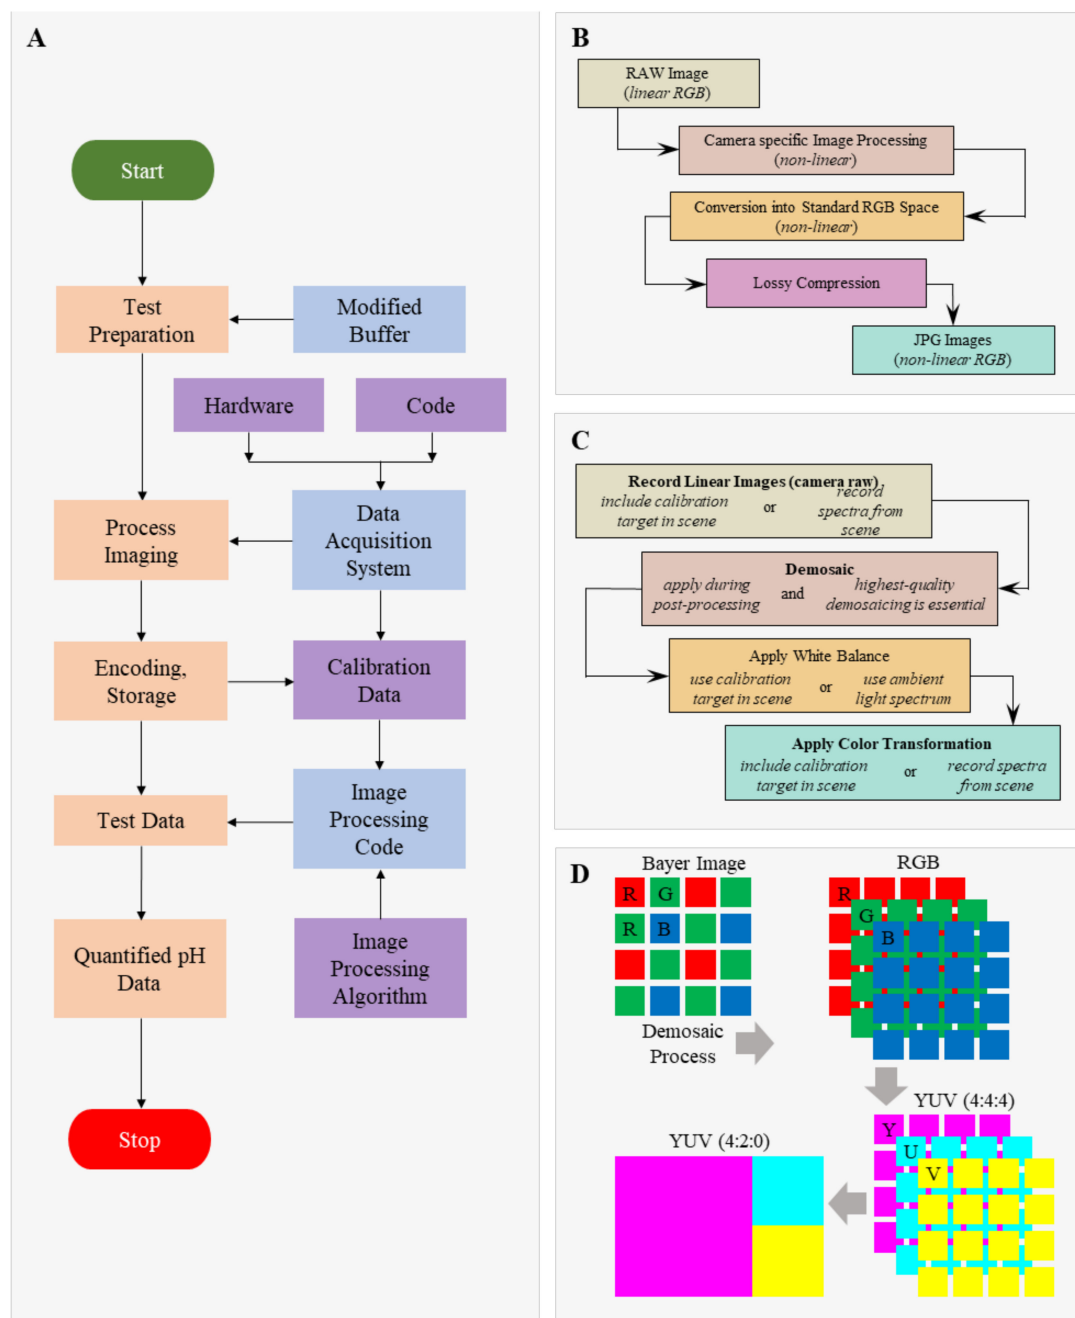 A
Start
Test
Preparation
Modified
Buffer
Hardware
Code
Process
Imaging
Data
Acquisition
System
Encoding,
Storage
Calibration
Data
Test Data
Image
Processing
Code
Quantified pH
Data
Image
Processing
Algorithm
Stop
B
RAW Image
(linear RGB)
Camera specific Image Processing
(non-linear)
Conversion into Standard RGB Space
(non-linear)
Lossy Compression
JPG Images
(non-linear RGB)
C
Record Linear Images (camera raw)
include calibration
target in scene
or
record
spectra from
scene
Demosaic
apply during
post-processing
and
highest-quality
demosaicing is essential
Apply White Balance
use calibration
target in scene
or
use ambient
light spectrum
Apply Color Transformation
include calibration
target in scene
or
record spectra
from scene
D
Bayer Image
R G
R B
Demosaic
Process
RGB
R
G
B
YUV (4:4:4)
Y
U
V
YUV (4:2:0)